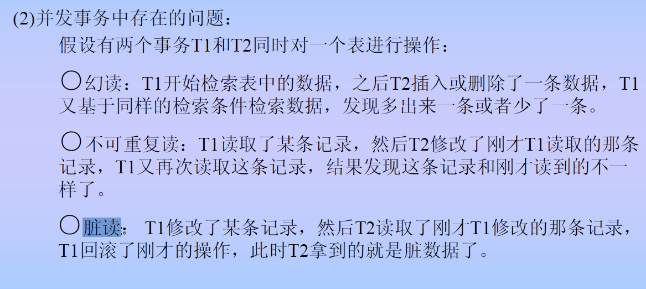 (2)并发事务中存在的问题：
假设有两个事务T1和T2同时对一个表进行操作：
○幻读：T1开始检索表中的数据，之后T2插入或删除了一条数据，T1
又基于同样的检索条件检索数据，发现多出来一条或者少了一条。
○不可重复读：T1读取了某条记录，然后T2修改了刚才T1读取的那条
记录，T1又再次读取这条记录，结果发现这条记录和刚才读到的不一
样了。
○脏读： T1修改了某条记录，然后T2读取了刚才T1修改的那条记录，
T1回滚了刚才的操作，此时T2拿到的就是脏数据了。